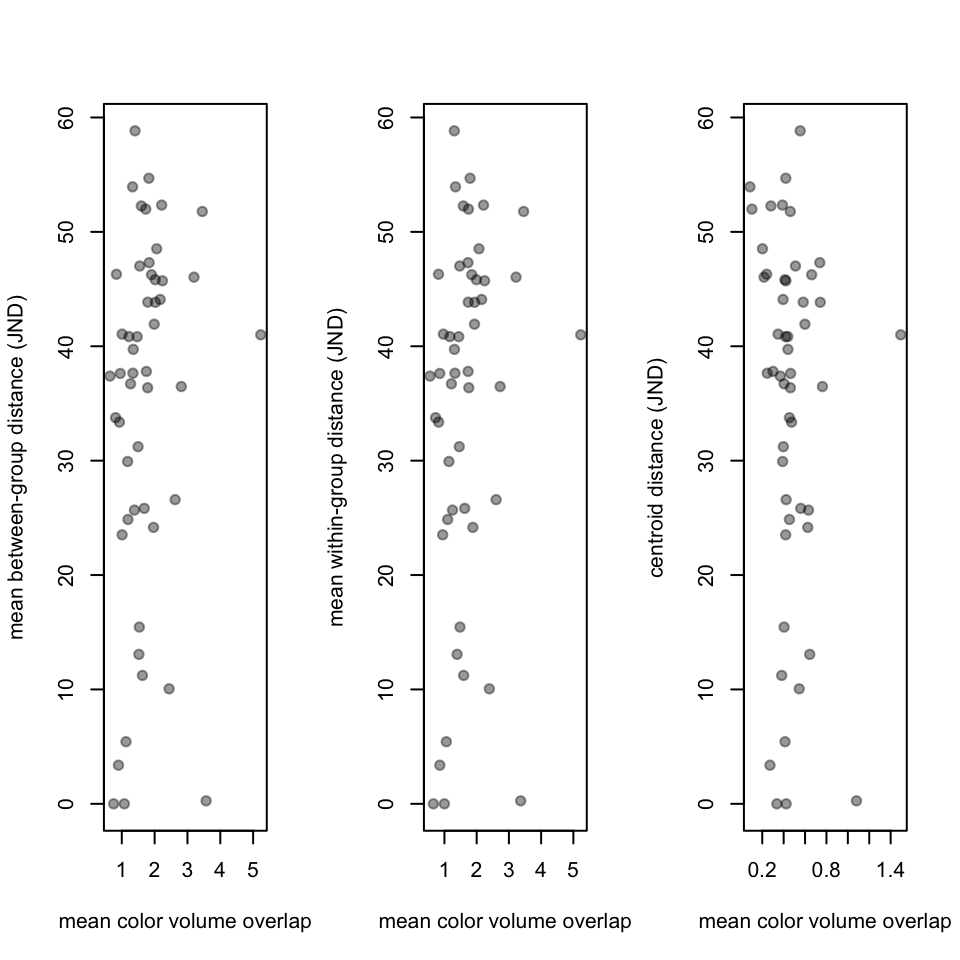 mean between-group distance (JND)
0 10 20 30 40 50 60
1 2 3 4 5
mean color volume overlap
mean within-group distance (JND)
0 10 20 30 40 50 60
1 2 3 4 5
mean color volume overlap
centroid distance (JND)
0 10 20 30 40 50 60
0.2 0.8 1.4
mean color volume overlap